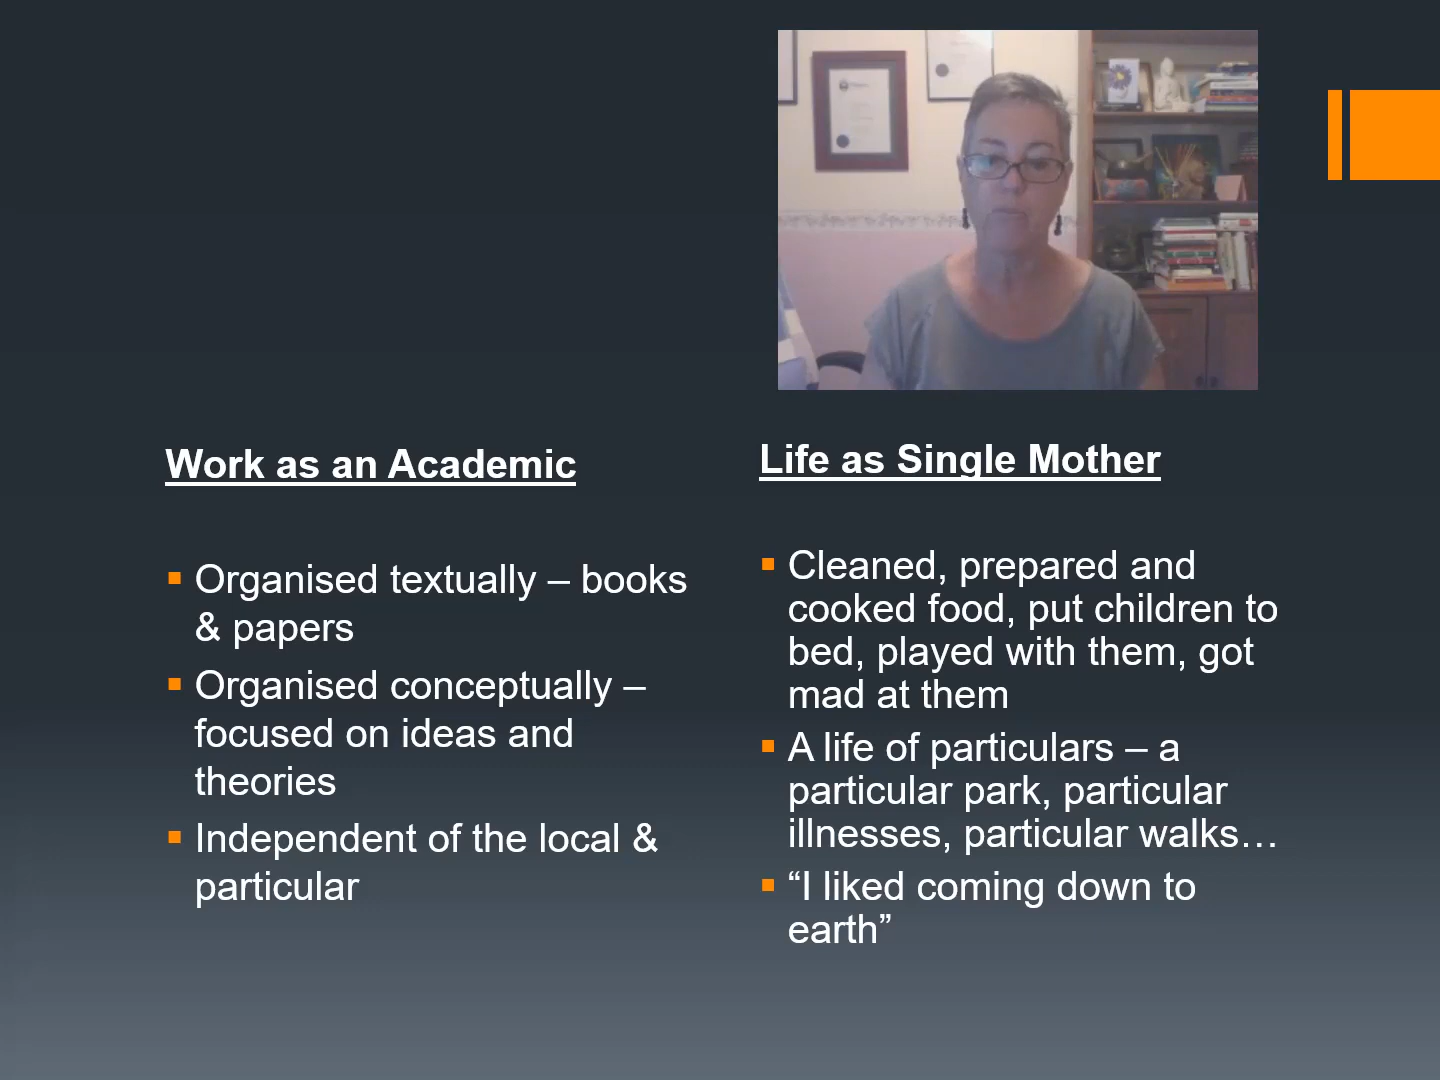 Work as an Academic
Organised textually – books
& papers
Organised conceptually –
focused on ideas and
theories
Independent of the local &
particular
Life as Single Mother
Cleaned, prepared and
cooked food, put children to
bed, played with them, got
mad at them
A life of particulars – a
particular park, particular
illnesses, particular walks…
“I liked coming down to
earth”